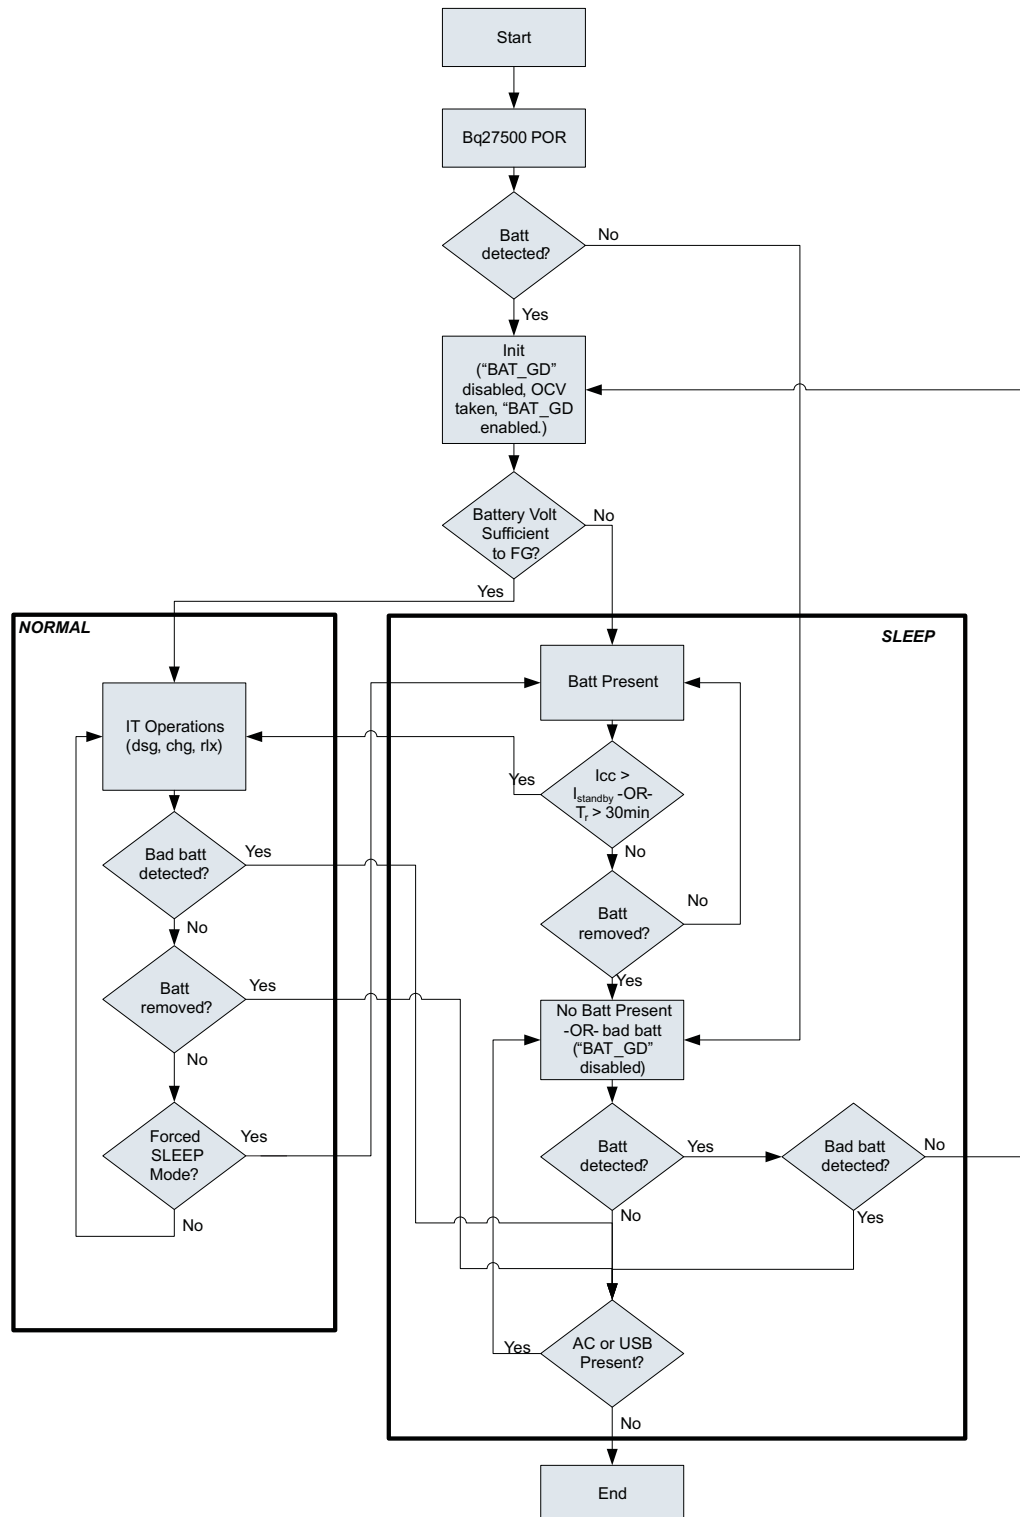 Start
Bq27500 POR
Batt
detected?
No
Yes
Init
(“BAT_GD”
disabled, OCV
taken, “BAT_GD
enabled.)
Battery Volt
Sufficient
to FG?
No
Yes
NORMAL
IT Operations
(dsg, chg, rlx)
Bad batt
detected?
Yes
No
Batt
removed?
Yes
No
Forced
SLEEP
Mode?
Yes
No
SLEEP
Batt Present
Icc >
Istandby -OR-
Tr > 30min
Yes
No
Batt
removed?
No
Yes
No Batt Present
-OR- bad batt
(“BAT_GD”
disabled)
Batt
detected?
Yes
No
Bad batt
detected?
No
Yes
AC or USB
Present?
Yes
No
End